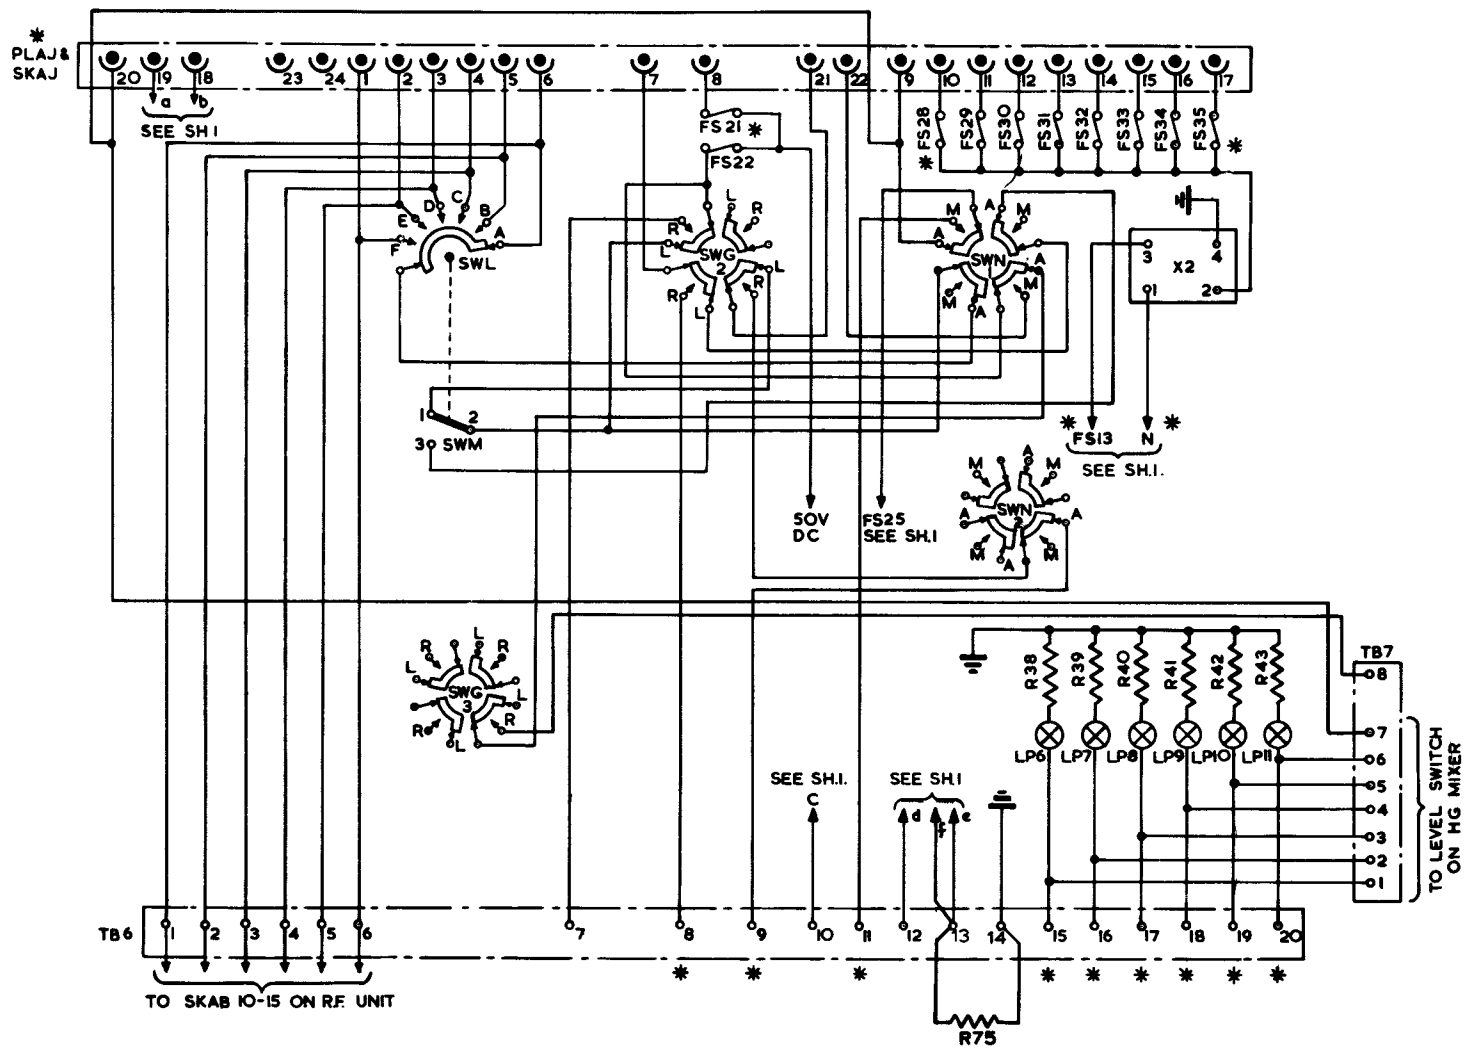 *
PLAJ &
SKAJ
20 19 18 23 24 1 2 3 4 5 6 7 8 21 22 9 10 11 12 13 14 15 16 17
a b
SEE SH 1
FS21 *
FS22
FS28 FS29 FS30 FS31 FS32 FS33 FS34 FS35
* *
F E D C B A
SWL
R L L R L R R L
SWG
2
M A M A A M M A
SWN
1
3 4
X2
1 2
1 2
3 SWM
* FS13 N *
SEE SH.1.
50V
DC
FS25
SEE SH.1
M A M A A M M A
SWN
2
L R L R L R R L
SWG
3
R38 R39 R40 R41 R42 R43
LP6 LP7 LP8 LP9 LP10 LP11
TB7
8
7
6
5
4
3
2
1
TO LEVEL SWITCH
ON HG MIXER
SEE SH.1.
C
SEE SH.1
d f e
TB6 1 2 3 4 5 6 7 8 9 10 11 12 13 14 15 16 17 18 19 20
* * * * * * * * *
TO SKAB 10-15 ON R.F. UNIT
R75